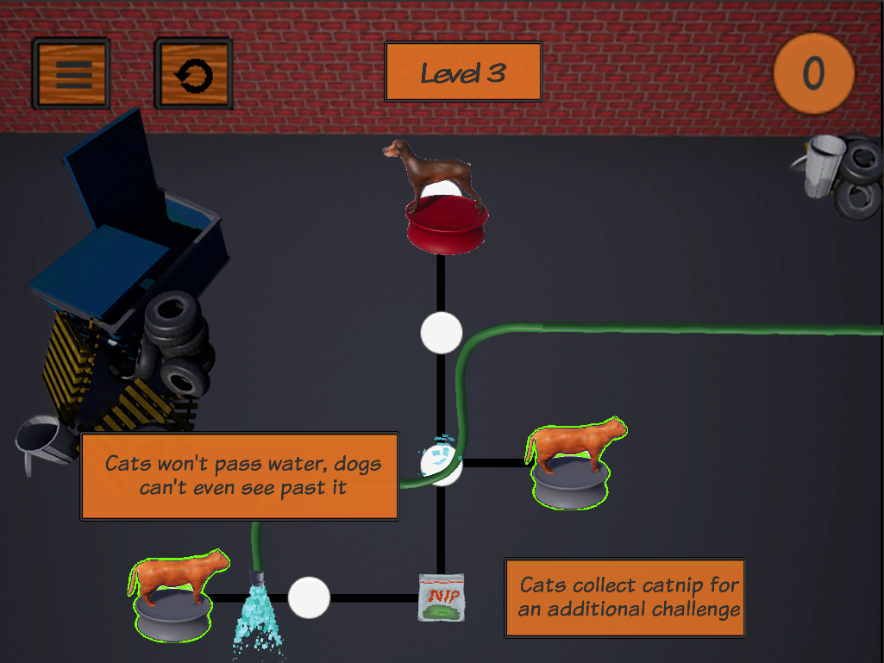 Level 3
0
Cats won't pass water, dogs
can't even see past it
NIP
Cats collect catnip for
an additional challenge